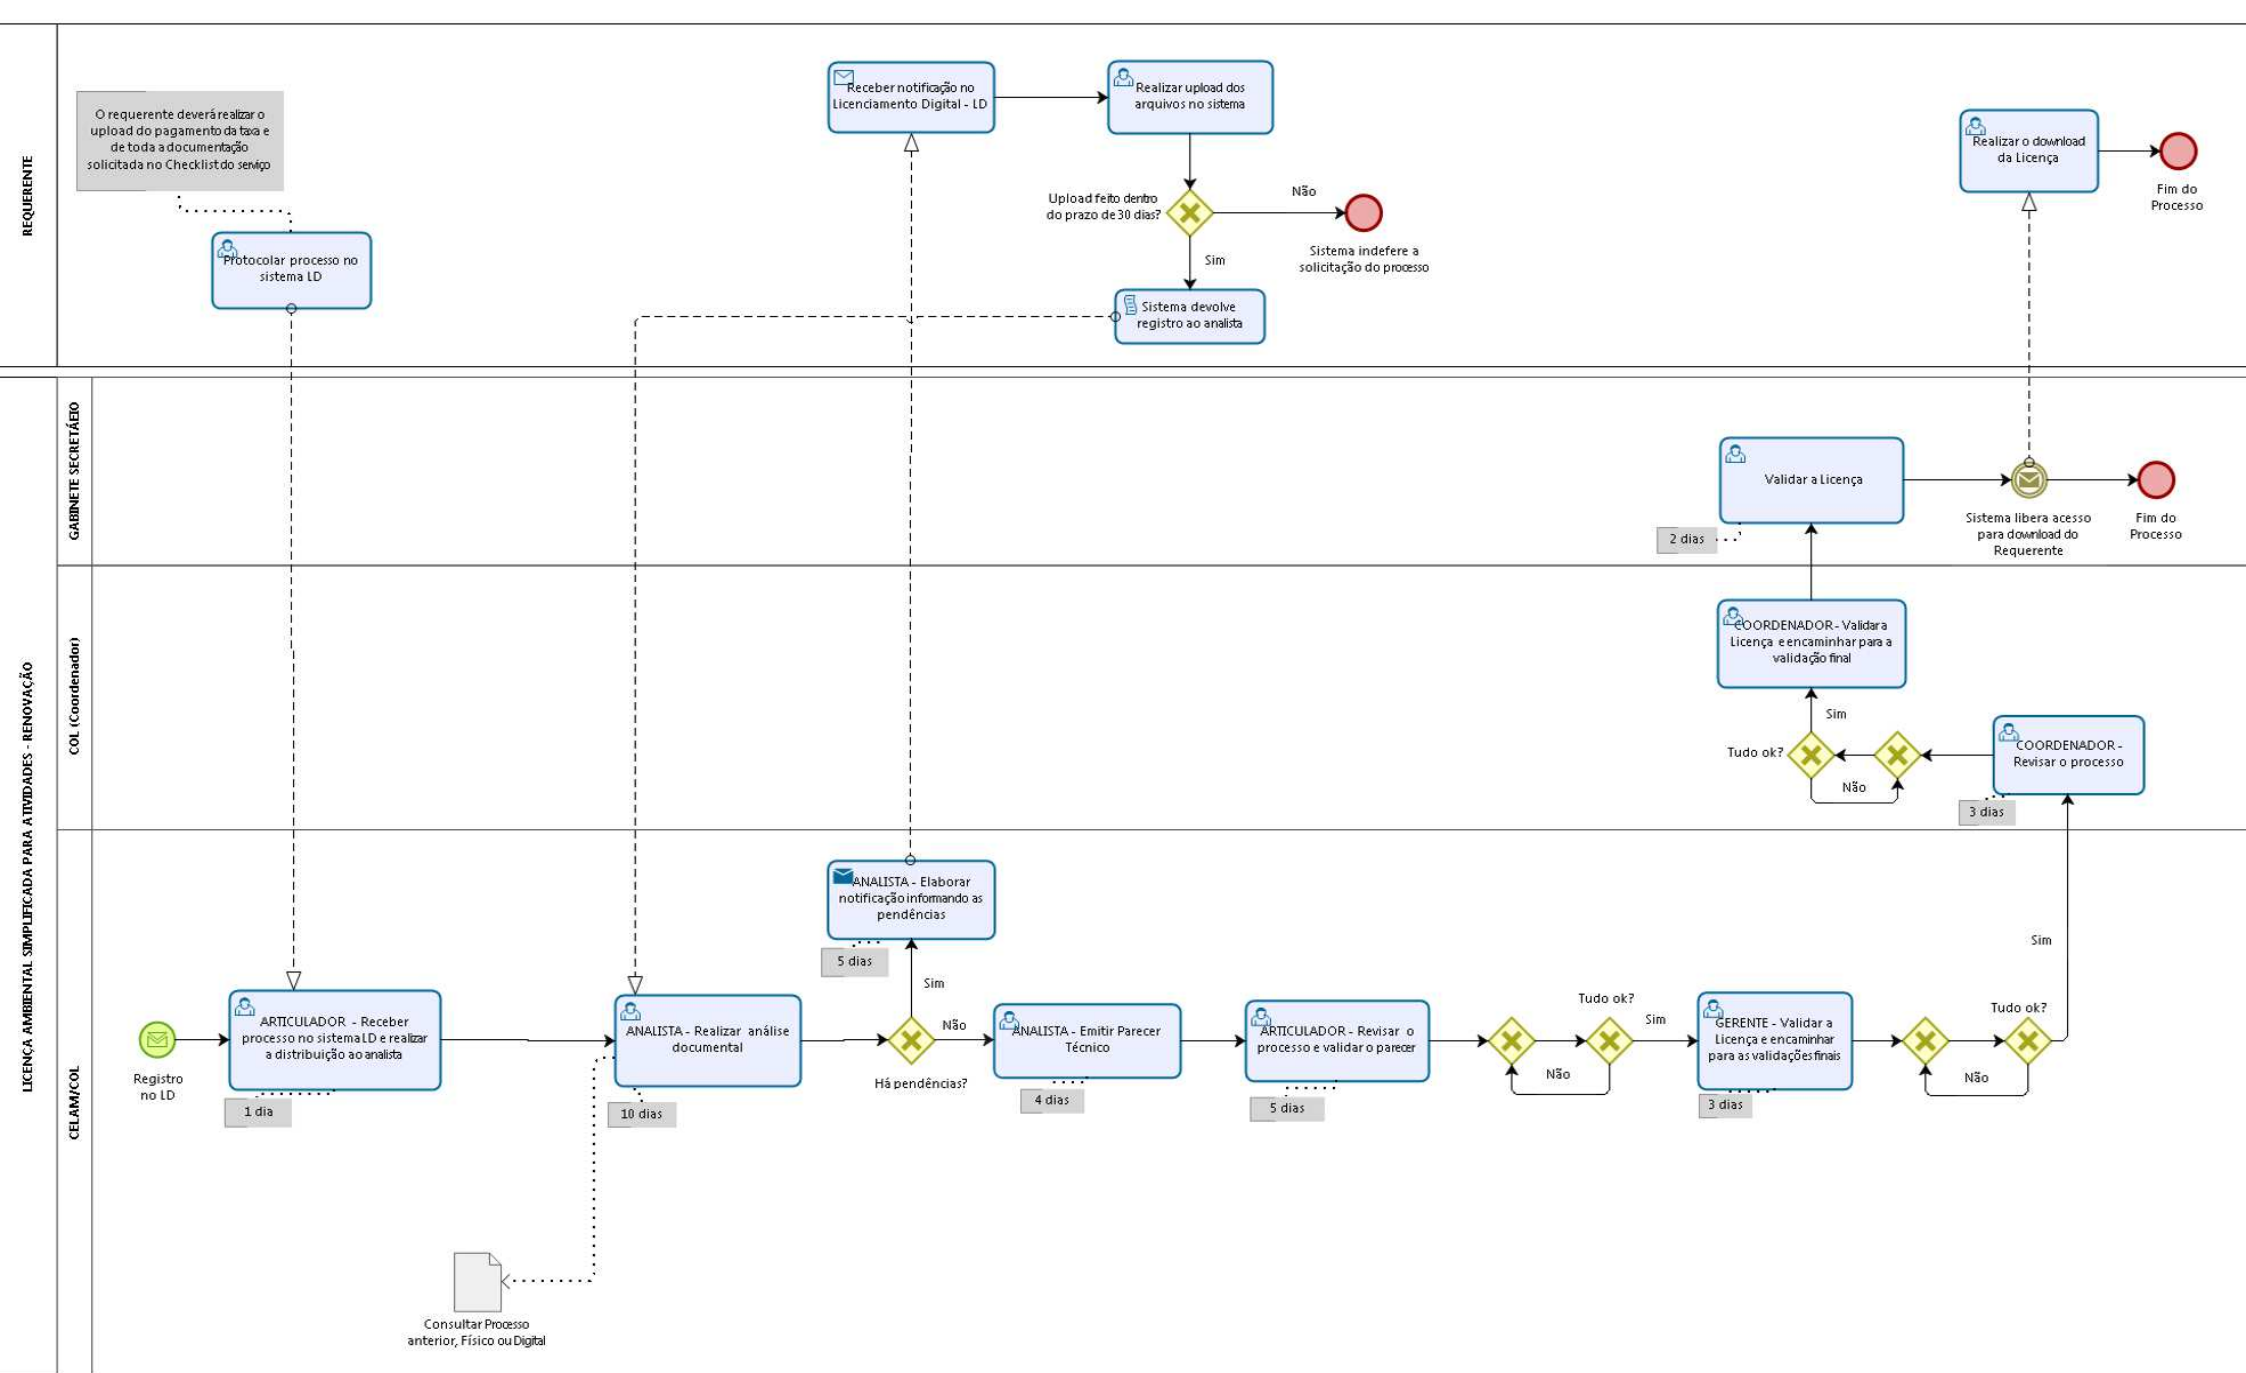 REQUERENTE
O requerente deverá realizar o
upload do pagamento da taxa e
de toda a documentação
solicitada no Checklist do serviço
Protocolar processo no
sistema LD
Receber notificação no
Licenciamento Digital - LD
Realizar upload dos
arquivos no sistema
Upload feito dentro
do prazo de 30 dias?
Não
Sistema indefere a
solicitação do processo
Sim
Sistema devolve
registro ao analista
Realizar o download
da Licença
Fim do
Processo
LICENÇA AMBIENTAL SIMPLIFICADA PARA ATIVIDADES - RENOVAÇÃO
GABINETE SECRETÁEIO
Validar a Licença
2 dias
Sistema libera acesso
para download do
Requerente
Fim do
Processo
COL (Coordenador)
COORDENADOR - Validar a
Licença e encaminhar para a
validação final
Sim
Tudo ok?
Não
COORDENADOR -
Revisar o processo
3 dias
CELAM/COL
Registro
no LD
ARTICULADOR - Receber
processo no sistema LD e realizar
a distribuição ao analista
1 dia
ANALISTA - Realizar análise
documental
10 dias
Consultar Processo
anterior, Físico ou Digital
ANALISTA - Elaborar
notificação informando as
pendências
5 dias
Sim
Não
Há pendências?
ANALISTA - Emitir Parecer
Técnico
4 dias
ARTICULADOR - Revisar o
processo e validar o parecer
5 dias
Tudo ok?
Não
Sim
GERENTE - Validar a
Licença e encaminhar
para as validações finais
3 dias
Tudo ok?
Não
Sim